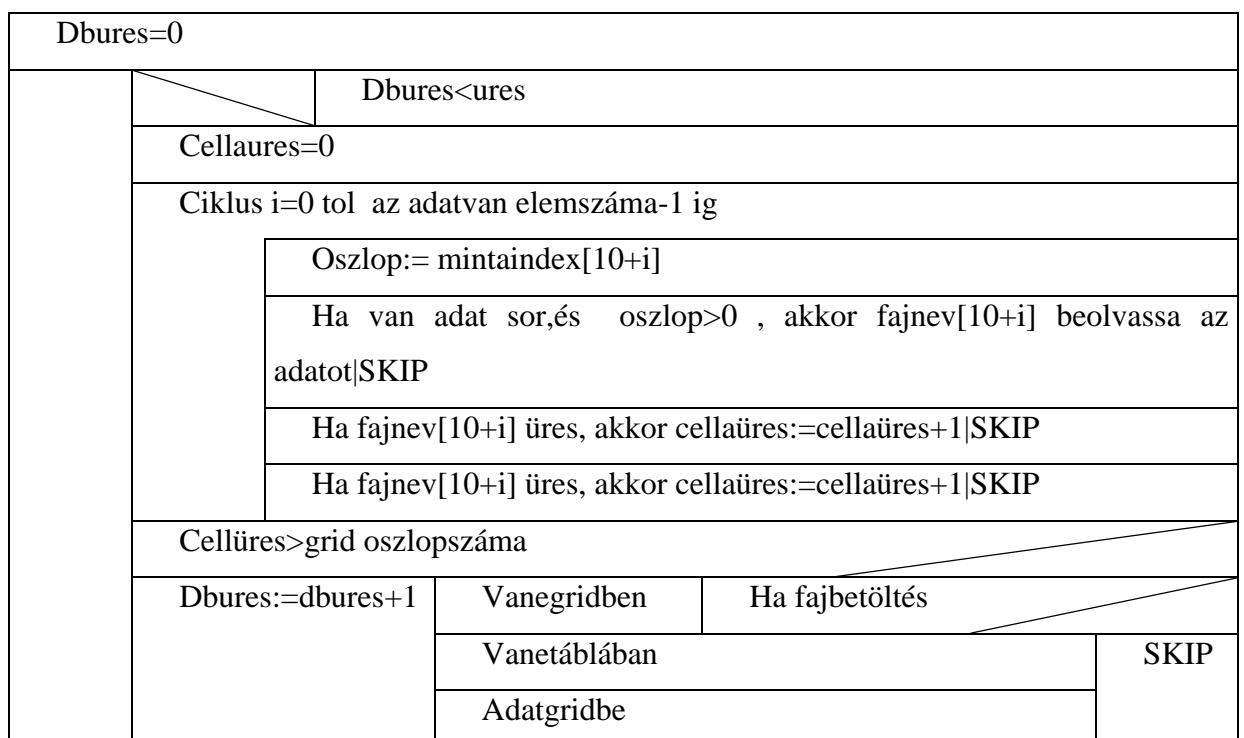 Dbures=0
Dbures<ures
Cellaures=0
Ciklus i=0 tol az adatvan elemszáma-1 ig
Oszlop:= mintaindex[10+i]
Ha van adat sor,és oszlop>0 , akkor fajnev[10+i] beolvassa az
adatot|SKIP
Ha fajnev[10+i] üres, akkor cellaüres:=cellaüres+1|SKIP
Ha fajnev[10+i] üres, akkor cellaüres:=cellaüres+1|SKIP
Cellüres>grid oszlopszáma
Dbures:=dbures+1 Vanegridben Ha fajbetöltés
Vanetáblában SKIP
Adatgridbe